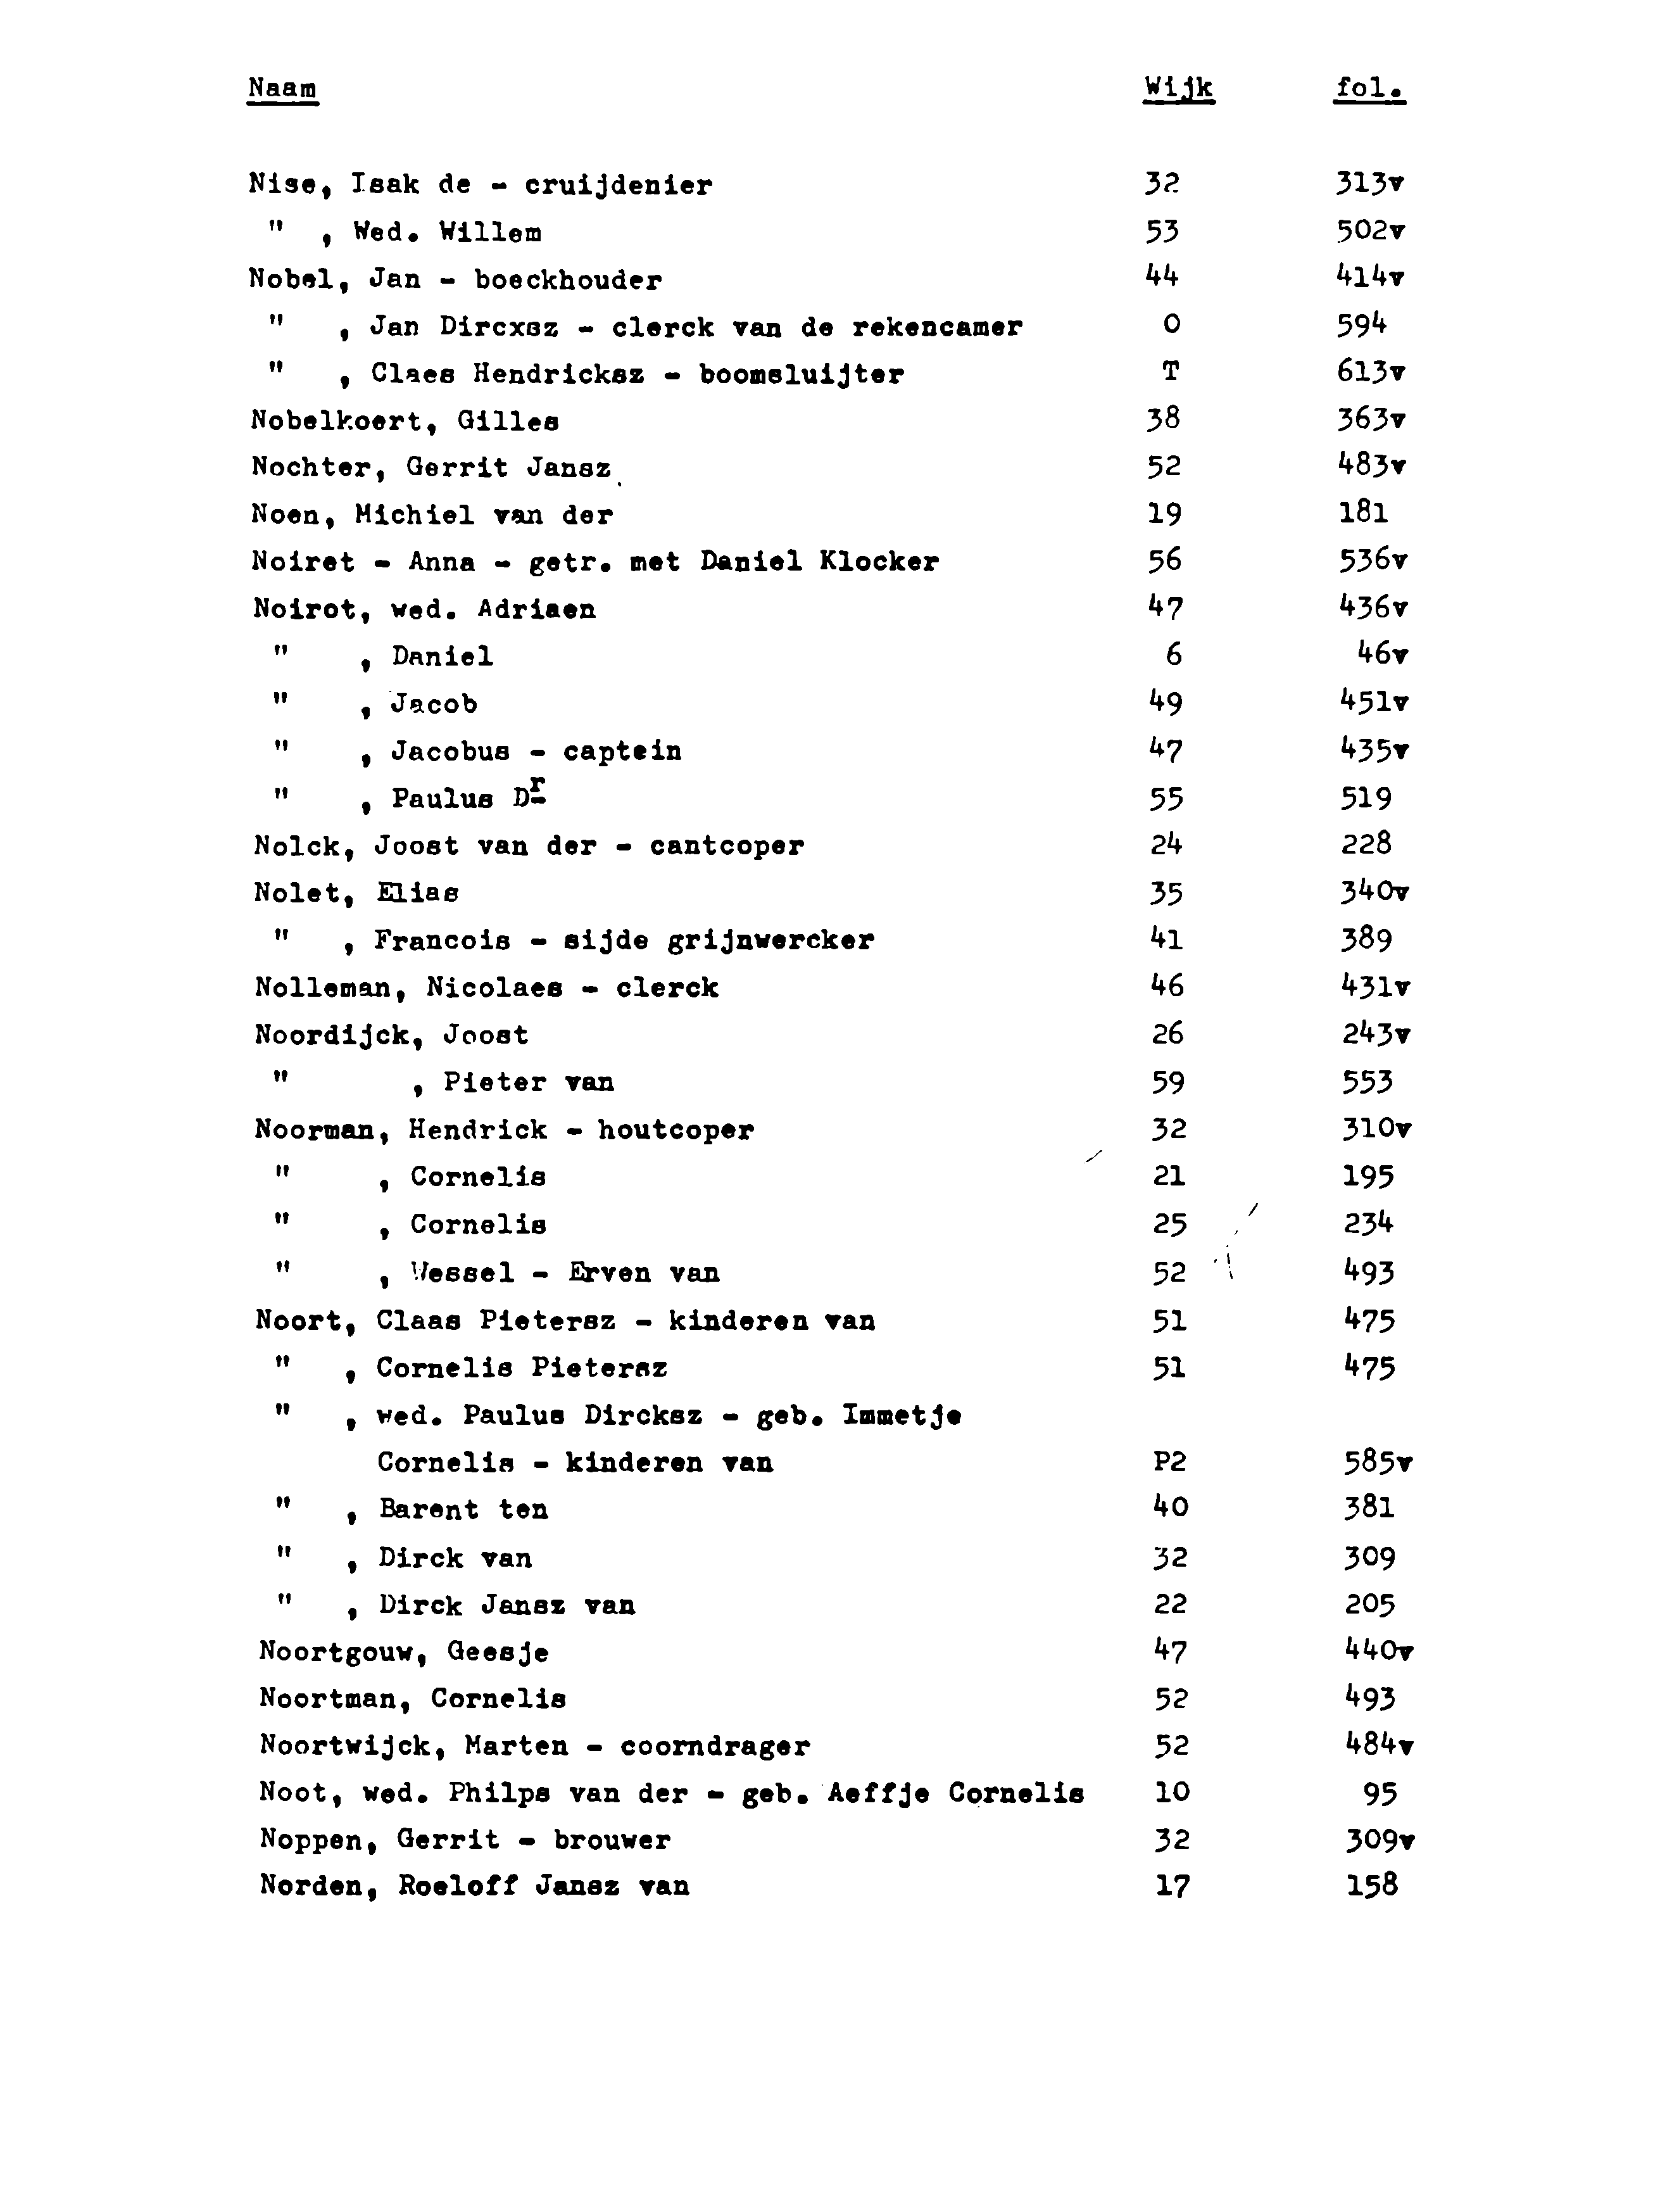 Naam Wijk fol.
Nise, Isak de - cruijdenier 32 313v
" , Wed. Willem 53 502v
Nobel, Jan - boeckhouder 44 414v
" , Jan Dircxsz - clerck van de rekencamer O 594
" , Claes Hendricksz - boomsluijter T 613v
Nobelkoert, Gilles 38 363v
Nochter, Gerrit Jansz 52 483v
Noen, Michiel van der 19 181
Noiret - Anna - getr. met Daniel Klocker 56 536v
Noirot, wed. Adriaen 47 436v
" , Daniel 6 46v
" , Jacob 49 451v
" , Jacobus - captein 47 435v
" , Paulus Dr 55 519
Nolck, Joost van der - cantcoper 24 228
Nolet, Elias 35 340v
" , Francois - sijde grijnwercker 41 389
Nolleman, Nicolaes - clerck 46 431v
Noordijck, Joost 26 243v
" , Pieter van 59 553
Noorman, Hendrick - houtcoper 32 310v
" , Cornelis 21 195
" , Cornelis 25 234
" , Wessel - Erven van 52 493
Noort, Claas Pietersz - kinderen van 51 475
" , Cornelis Pietersz 51 475
" , wed. Paulus Dircksz - geb. Immetje
Cornelis - kinderen van P2 585v
" , Barent ten 40 381
" , Dirck van 32 309
" , Dirck Jansz van 22 205
Noortgouw, Geesje 47 440v
Noortman, Cornelis 52 493
Noortwijck, Marten - coorndrager 52 484v
Noot, wed. Philps van der - geb. Aeffje Cornelis 10 95
Noppen, Gerrit - brouwer 32 309v
Norden, Roeloff Jansz van 17 158